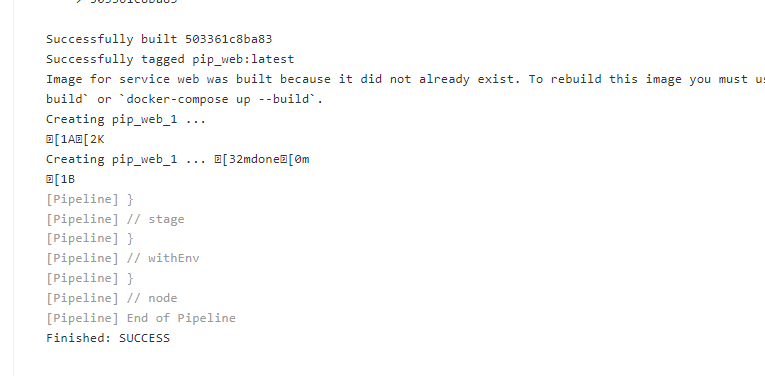 Successfully built 503361c8ba83
Successfully tagged pip_web:latest
Image for service web was built because it did not already exist. To rebuild this image you must
build` or `docker-compose up --build`.
Creating pip_web_1 ...
[1A[2K
Creating pip_web_1 ... [32mdone[0m
[1B
[Pipeline] }
[Pipeline] // stage
[Pipeline] }
[Pipeline] // withEnv
[Pipeline] }
[Pipeline] // node
[Pipeline] End of Pipeline
Finished: SUCCESS